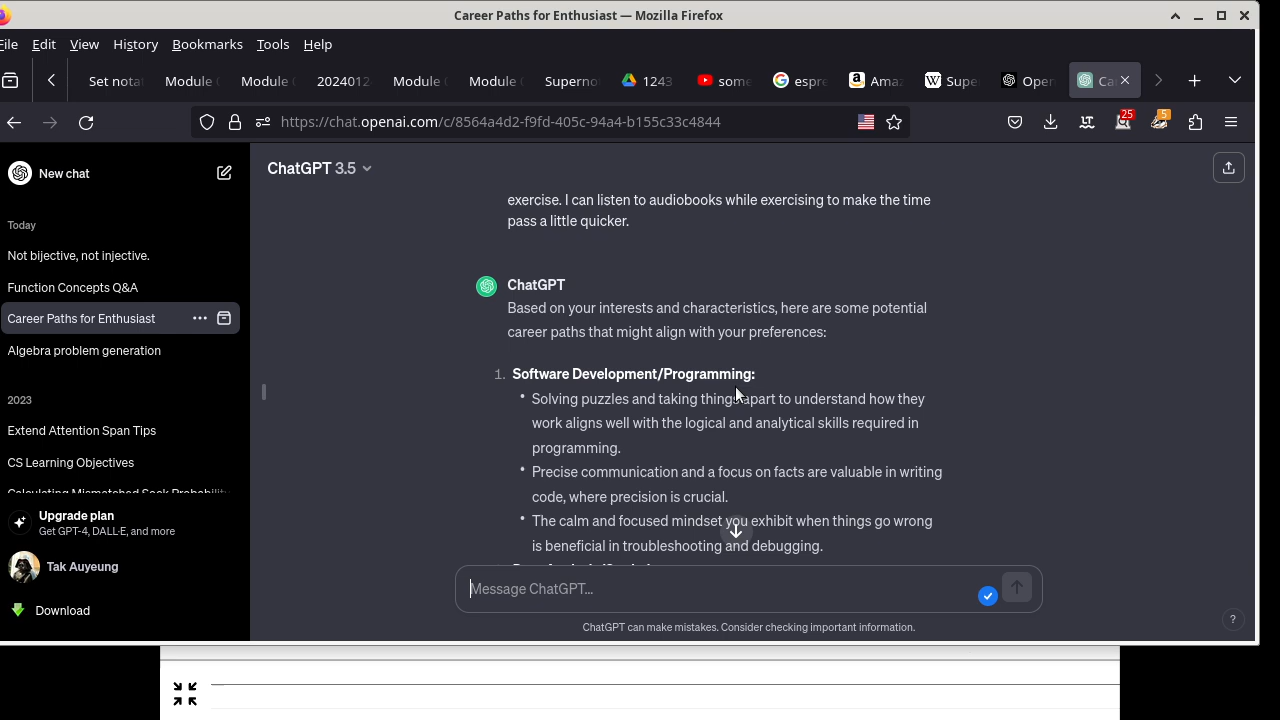 Career Paths for Enthusiast — Mozilla Firefox
File Edit View History Bookmarks Tools Help
Set nota Module Module 2024012 Module Module Superno 1243 some espre Ama Supe Open Ca
https://chat.openai.com/c/8564a4d2-f9fd-405c-94a4-b155c33c4844
25
5
New chat
Today
Not bijective, not injective.
Function Concepts Q&A
Career Paths for Enthusiast
Algebra problem generation
2023
Extend Attention Span Tips
CS Learning Objectives
Calculating Mismatched Sock Probability
Upgrade plan
Get GPT-4, DALL·E, and more
Tak Auyeung
Download
ChatGPT 3.5
exercise. I can listen to audiobooks while exercising to make the time
pass a little quicker.
ChatGPT
Based on your interests and characteristics, here are some potential
career paths that might align with your preferences:
1. Software Development/Programming:
• Solving puzzles and taking things apart to understand how they
work aligns well with the logical and analytical skills required in
programming.
• Precise communication and a focus on facts are valuable in writing
code, where precision is crucial.
• The calm and focused mindset you exhibit when things go wrong
is beneficial in troubleshooting and debugging.
Message ChatGPT...
ChatGPT can make mistakes. Consider checking important information.
?